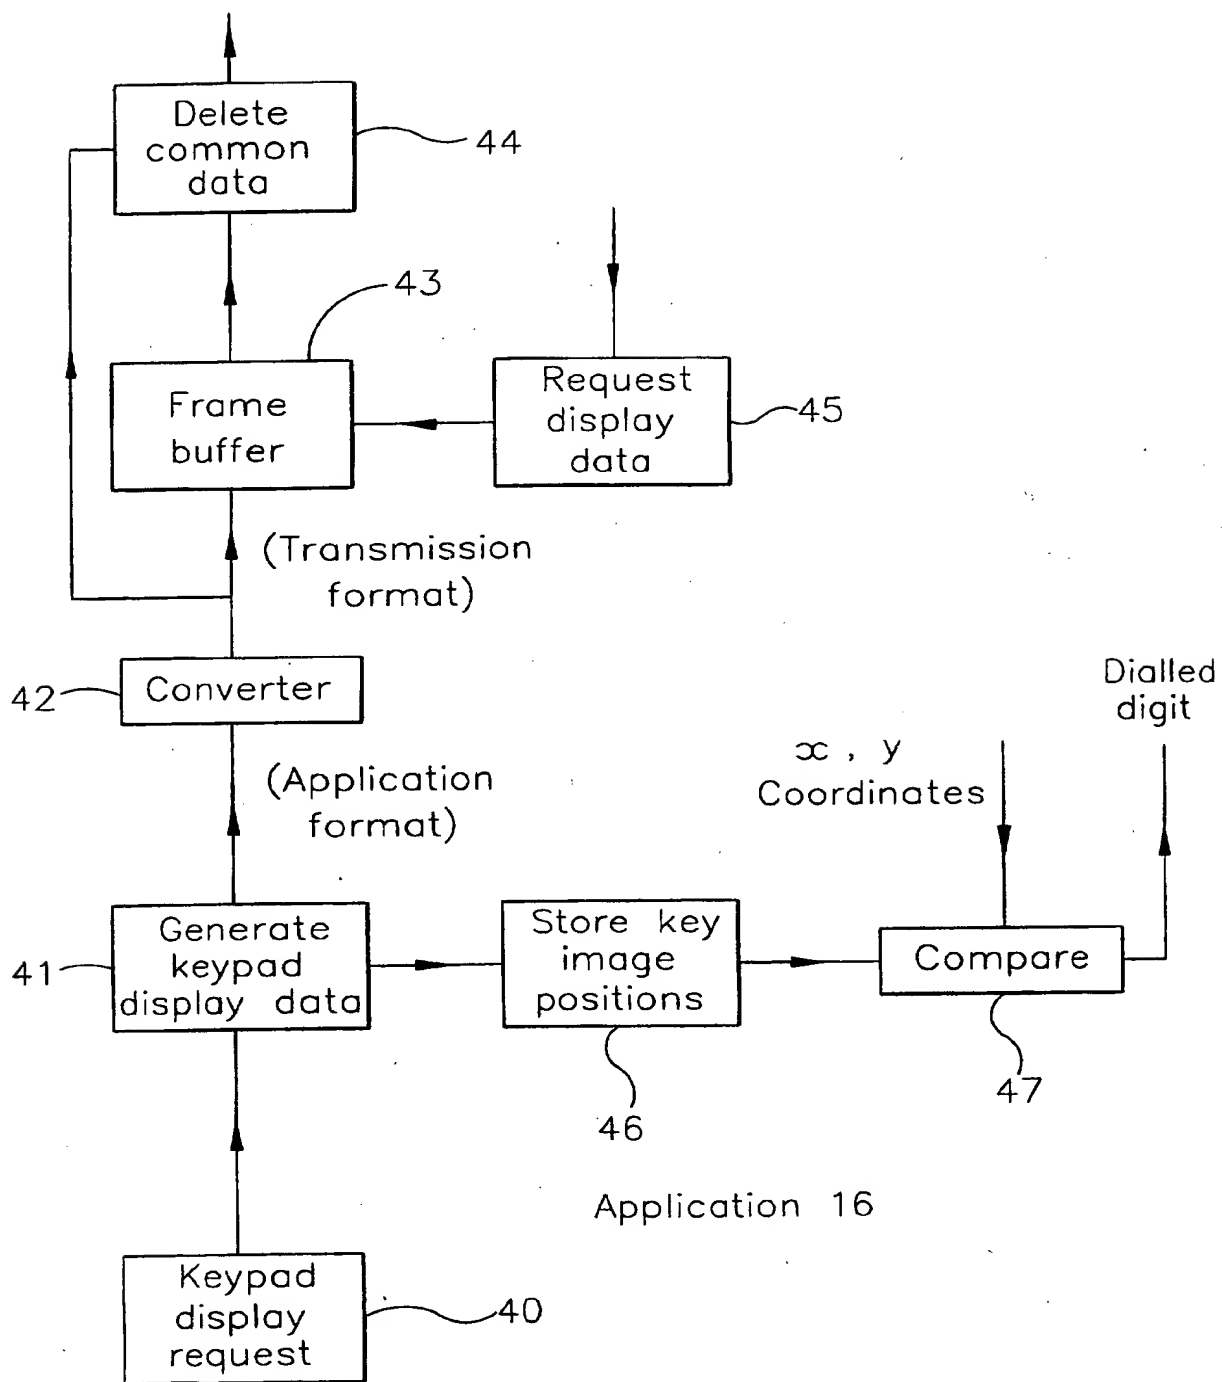 Delete
common
data
44
43
Frame
buffer
Request
display
data
45
(Transmission
format)
42
Converter
Dialled
digit
x , y
Coordinates
(Application
format)
41
Generate
keypad
display data
Store key
image
positions
Compare
46
47
Application 16
Keypad
display
request
40